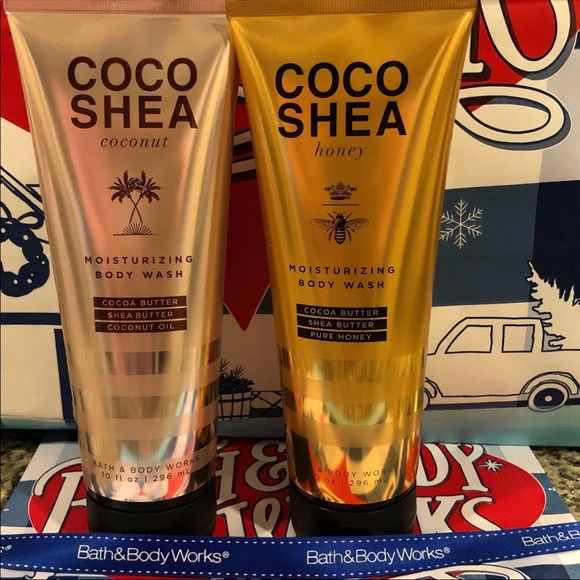 COCO
SHEA
coconut
MOISTURIZING
BODY WASH
COCOA BUTTER
SHEA BUTTER
COCONUT OIL
BATH & BODY WORKS
10 fl oz | 296 mL
COCO
SHEA
honey
MOISTURIZING
BODY WASH
COCOA BUTTER
SHEA BUTTER
PURE HONEY
& BODY WORKS
oz | 296 mL
Bath&BodyWorks®
Bath&BodyWorks®